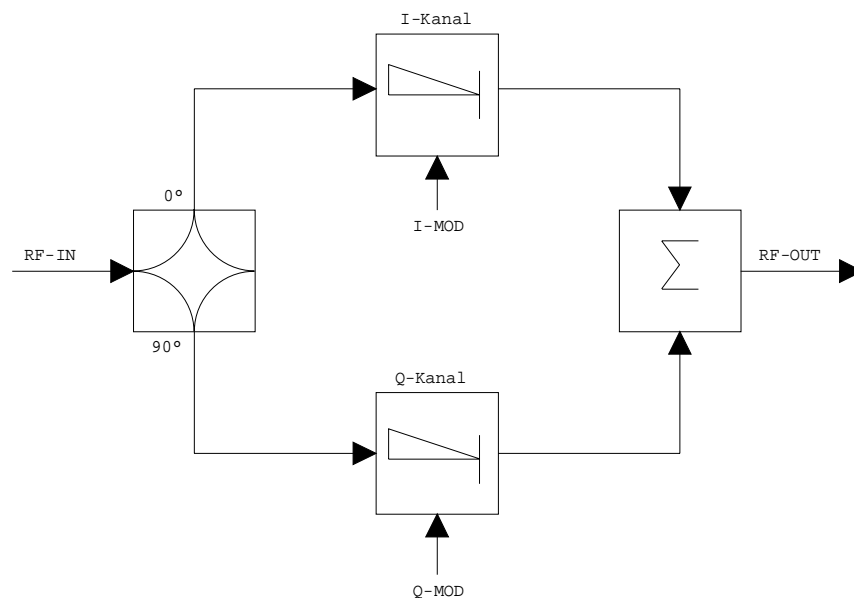 I-Kanal
I-MOD
0°
RF-IN
90°
RF-OUT
Q-Kanal
Q-MOD